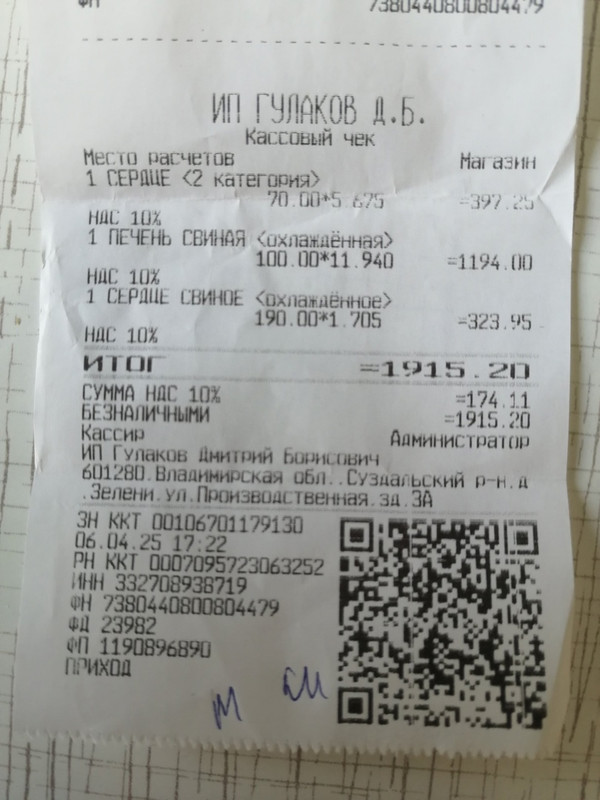 ФП 7380440800804479
ИП ГУЛАКОВ Д.Б.
Кассовый чек
Место расчетов Магазин
1 СЕРДЦЕ <2 категория>
70.00*5.675 =397.25
НДС 10%
1 ПЕЧЕНЬ СВИНАЯ <охлаждённая>
100.00*11.940 =1194.00
НДС 10%
1 СЕРДЦЕ СВИНОЕ <охлаждённое>
190.00*1.705 =323.95
НДС 10%
ИТОГ =1915.20
СУММА НДС 10% =174.11
БЕЗНАЛИЧНЫМИ =1915.20
Кассир Администратор
ИП Гулаков Дмитрий Борисович
601280.Владимирская обл..Суздальский р-н.д
.Зелени.ул.Производственная.зд.3А
ЗН ККТ 00106701179130
06.04.25 17:22
РН ККТ 0007095723063252
ИНН 332708938719
ФН 7380440800804479
ФД 23982
ФП 1190896890
ПРИХОД